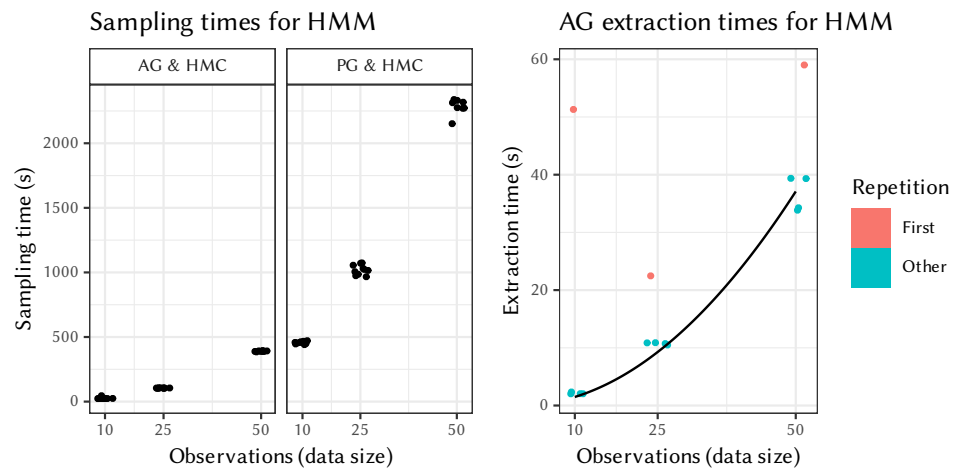 Sampling times for HMM
AG & HMC
PG & HMC
Sampling time (s)
2000
1000
500
0
10
25
50
10
25
50
Observations (data size)
AG extraction times for HMM
Extraction time (s)
60
40
20
0
10
25
50
Observations (data size)
Repetition
First
Other